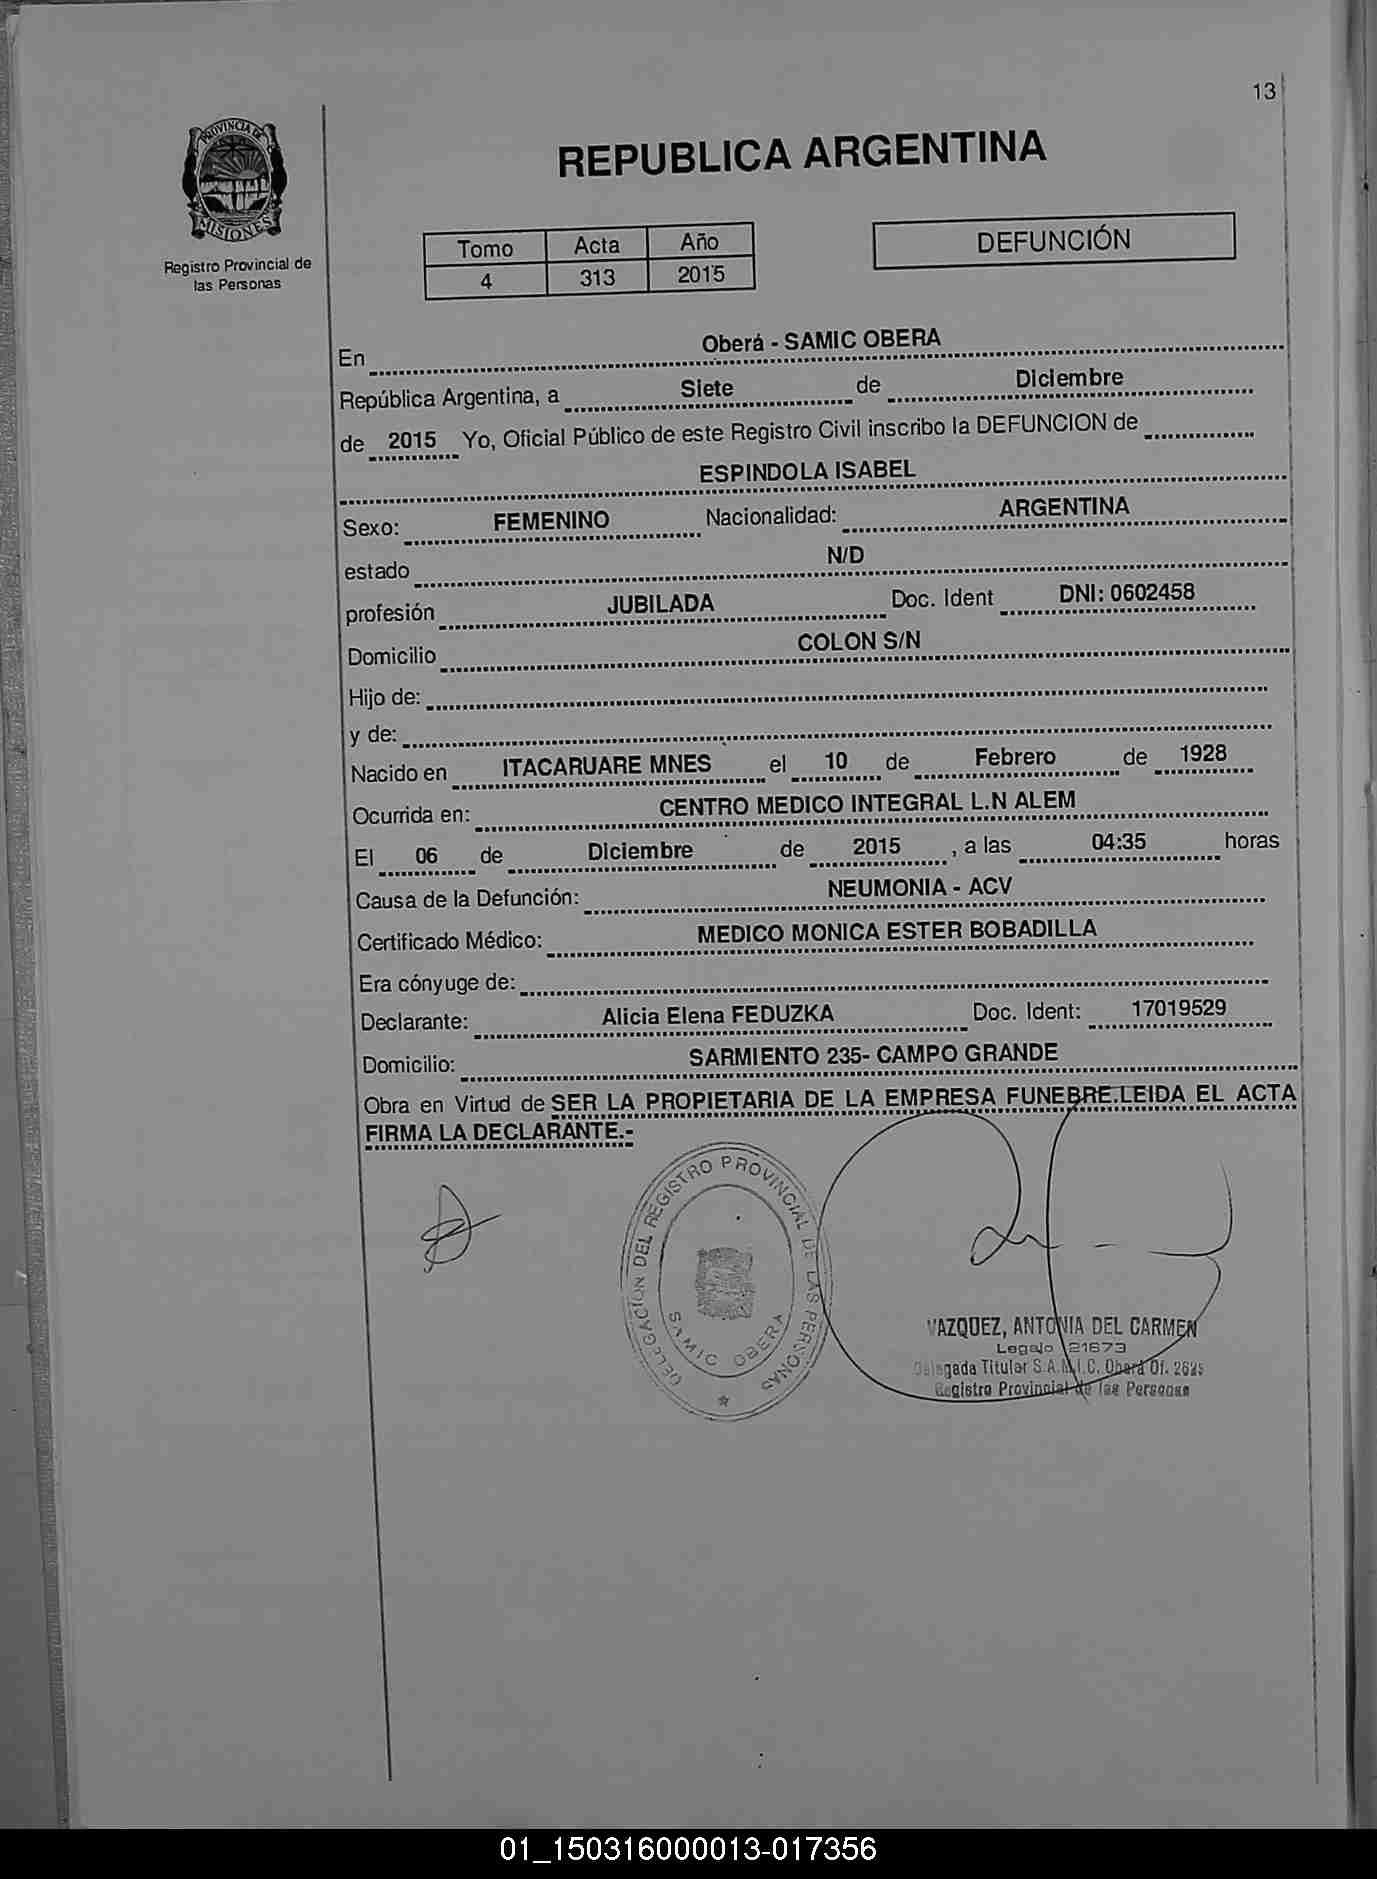 13
PROVINCIA DE
MISIONES
Registro Provincial de
las Personas
REPUBLICA ARGENTINA
Tomo Acta Año
4 313 2015
DEFUNCIÓN
En Oberá - SAMIC OBERA
República Argentina, a Siete de Diciembre
de 2015 Yo, Oficial Público de este Registro Civil inscribo la DEFUNCION de
ESPINDOLA ISABEL
Sexo: FEMENINO Nacionalidad: ARGENTINA
estado N/D
profesión JUBILADA Doc. Ident DNI: 0602458
Domicilio COLON S/N
Hijo de:
y de:
Nacido en ITACARUARE MNES el 10 de Febrero de 1928
Ocurrida en: CENTRO MEDICO INTEGRAL L.N ALEM
El 06 de Diciembre de 2015 , a las 04:35 horas
Causa de la Defunción: NEUMONIA - ACV
Certificado Médico: MEDICO MONICA ESTER BOBADILLA
Era cónyuge de:
Declarante: Alicia Elena FEDUZKA Doc. Ident: 17019529
Domicilio: SARMIENTO 235- CAMPO GRANDE
Obra en Virtud de SER LA PROPIETARIA DE LA EMPRESA FUNEBRE.LEIDA EL ACTA
FIRMA LA DECLARANTE.-
DELEGACION DEL REGISTRO PROVINCIAL DE LAS PERSONAS
SAMIC OBERA
VAZQUEZ, ANTONIA DEL CARMEN
Legajo 21673
Delegada Titular S.A.M.I.C. Oberá Of.
Registro Provincial de las Personas
01_150316000013-017356